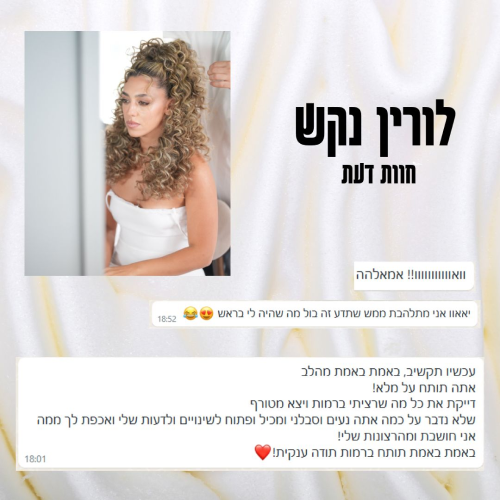 לורין נקש
חוות דעת
וואוווווווווווו!! אמאלהה
יאאוו אני מתלהבת ממש שתדע זה בול מה שהיה לי בראש 😍😂
18:52
עכשיו תקשיב, באמת באמת מהלב
אתה תותח על מלא!
דייקת את כל מה שרציתי ברמות ויצא מטורף
שלא נדבר על כמה אתה נעים וסבלני ומכיל ופתוח לשינויים ולדעות שלי ואכפת לך ממה
אני חושבת ומהרצונות שלי!
באמת באמת תותח ברמות תודה ענקית!❤️
18:01